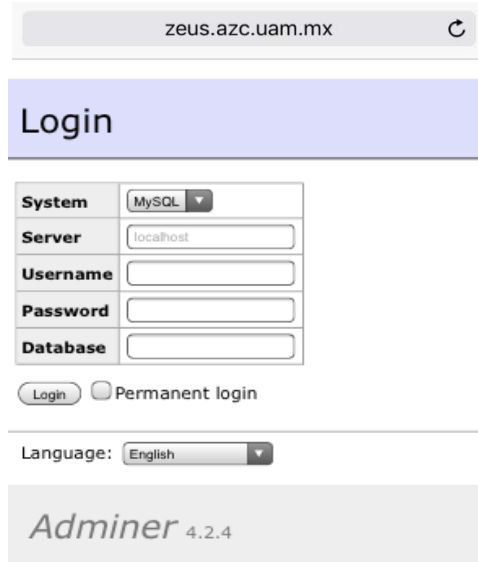 zeus.azc.uam.mx
Login
System MySQL
Server localhost
Username
Password
Database
Login Permanent login
Language: English
Adminer 4.2.4